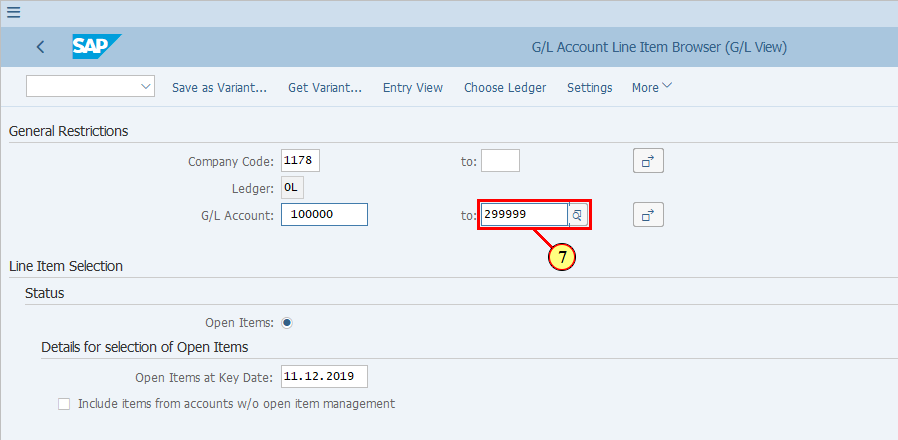 SAP G/L Account Line Item Browser (G/L View)
Save as Variant... Get Variant... Entry View Choose Ledger Settings More
General Restrictions
Company Code: 1178 to:
Ledger: 0L
G/L Account: 100000 to: 299999
7
Line Item Selection
Status
Open Items:
Details for selection of Open Items
Open Items at Key Date: 11.12.2019
Include items from accounts w/o open item management